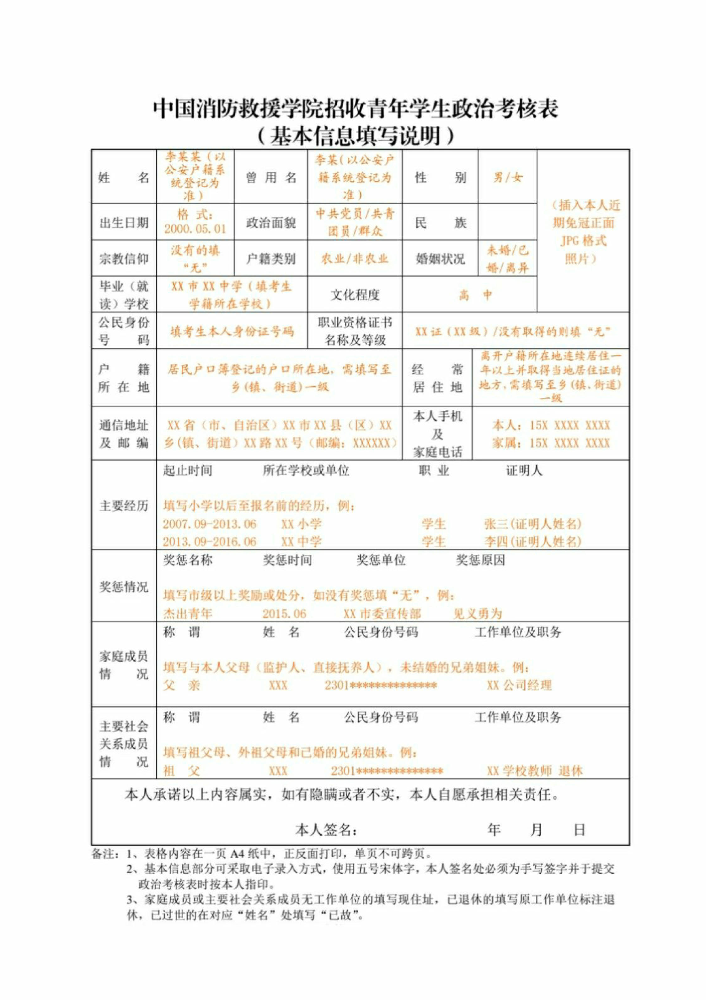 中国消防救援学院招收青年学生政治考核表
（基本信息填写说明）
姓 名 李某某（以公安户籍系统登记为准） 曾 用 名 李某(以公安户籍系统登记为准） 性 别 男/女
（插入本人近期免冠正面JPG格式照片）
出生日期 格 式：2000.05.01 政治面貌 中共党员/共青团员/群众 民 族
宗教信仰 没有的填“无” 户籍类别 农业/非农业 婚姻状况 未婚/已婚/离异
毕业（就读）学校 XX市XX中学（填考生学籍所在学校） 文化程度 高 中
公民身份号 码 填考生本人身份证号码 职业资格证书名称及等级 XX证（XX级）/没有取得的则填“无”
户 籍所 在 地 居民户口薄登记的户口所在地，需填写至乡(镇、街道)一级 经 常居 住 地 离开户籍所在地连续居住一年以上并取得当地居住证的地方，需填写至乡(镇、街道)一级
通信地址及 邮 编 XX省（市、自治区）XX市XX县（区）XX乡(镇、街道）XX路XX号（邮编：XXXXXX） 本人手机及家庭电话 本人：15X XXXX XXXX 家属：15X XXXX XXXX
主要经历
起止时间 所在学校或单位 职 业 证明人
填写小学以后至报名前的经历，例：
2007.09-2013.06 XX小学 学生 张三(证明人姓名)
2013.09-2016.06 XX中学 学生 李四(证明人姓名)
奖惩情况
奖惩名称 奖惩时间 奖惩单位 奖惩原因
填写市级以上奖励或处分，如没有奖惩填“无”，例：
杰出青年 2015.06 XX市委宣传部 见义勇为
家庭成员情 况
称 谓 姓 名 公民身份号码 工作单位及职务
填写与本人父母（监护人、直接抚养人），未结婚的兄弟姐妹。例：
父 亲 XXX 2301************** XX公司经理
主要社会关系成员情 况
称 谓 姓 名 公民身份号码 工作单位及职务
填写祖父母、外祖父母和己婚的兄弟姐妹。例：
祖 父 XXX 2301************** XX学校教师 退休
本人承诺以上内容属实，如有隐瞒或者不实，本人自愿承担相关责任。
本人签名： 年 月 日
备注：1、表格内容在一页A4纸中，正反面打印，单页不可跨页。
2、基本信息部分可采取电子录入方式，使用五号宋体字，本人签名处必须为手写签字并于提交
政治考核表时按本人指印。
3、家庭成员或主要社会关系成员无工作单位的填写现住址，已退休的填写原工作单位标注退
休，已过世的在对应“姓名”处填写“已故”。